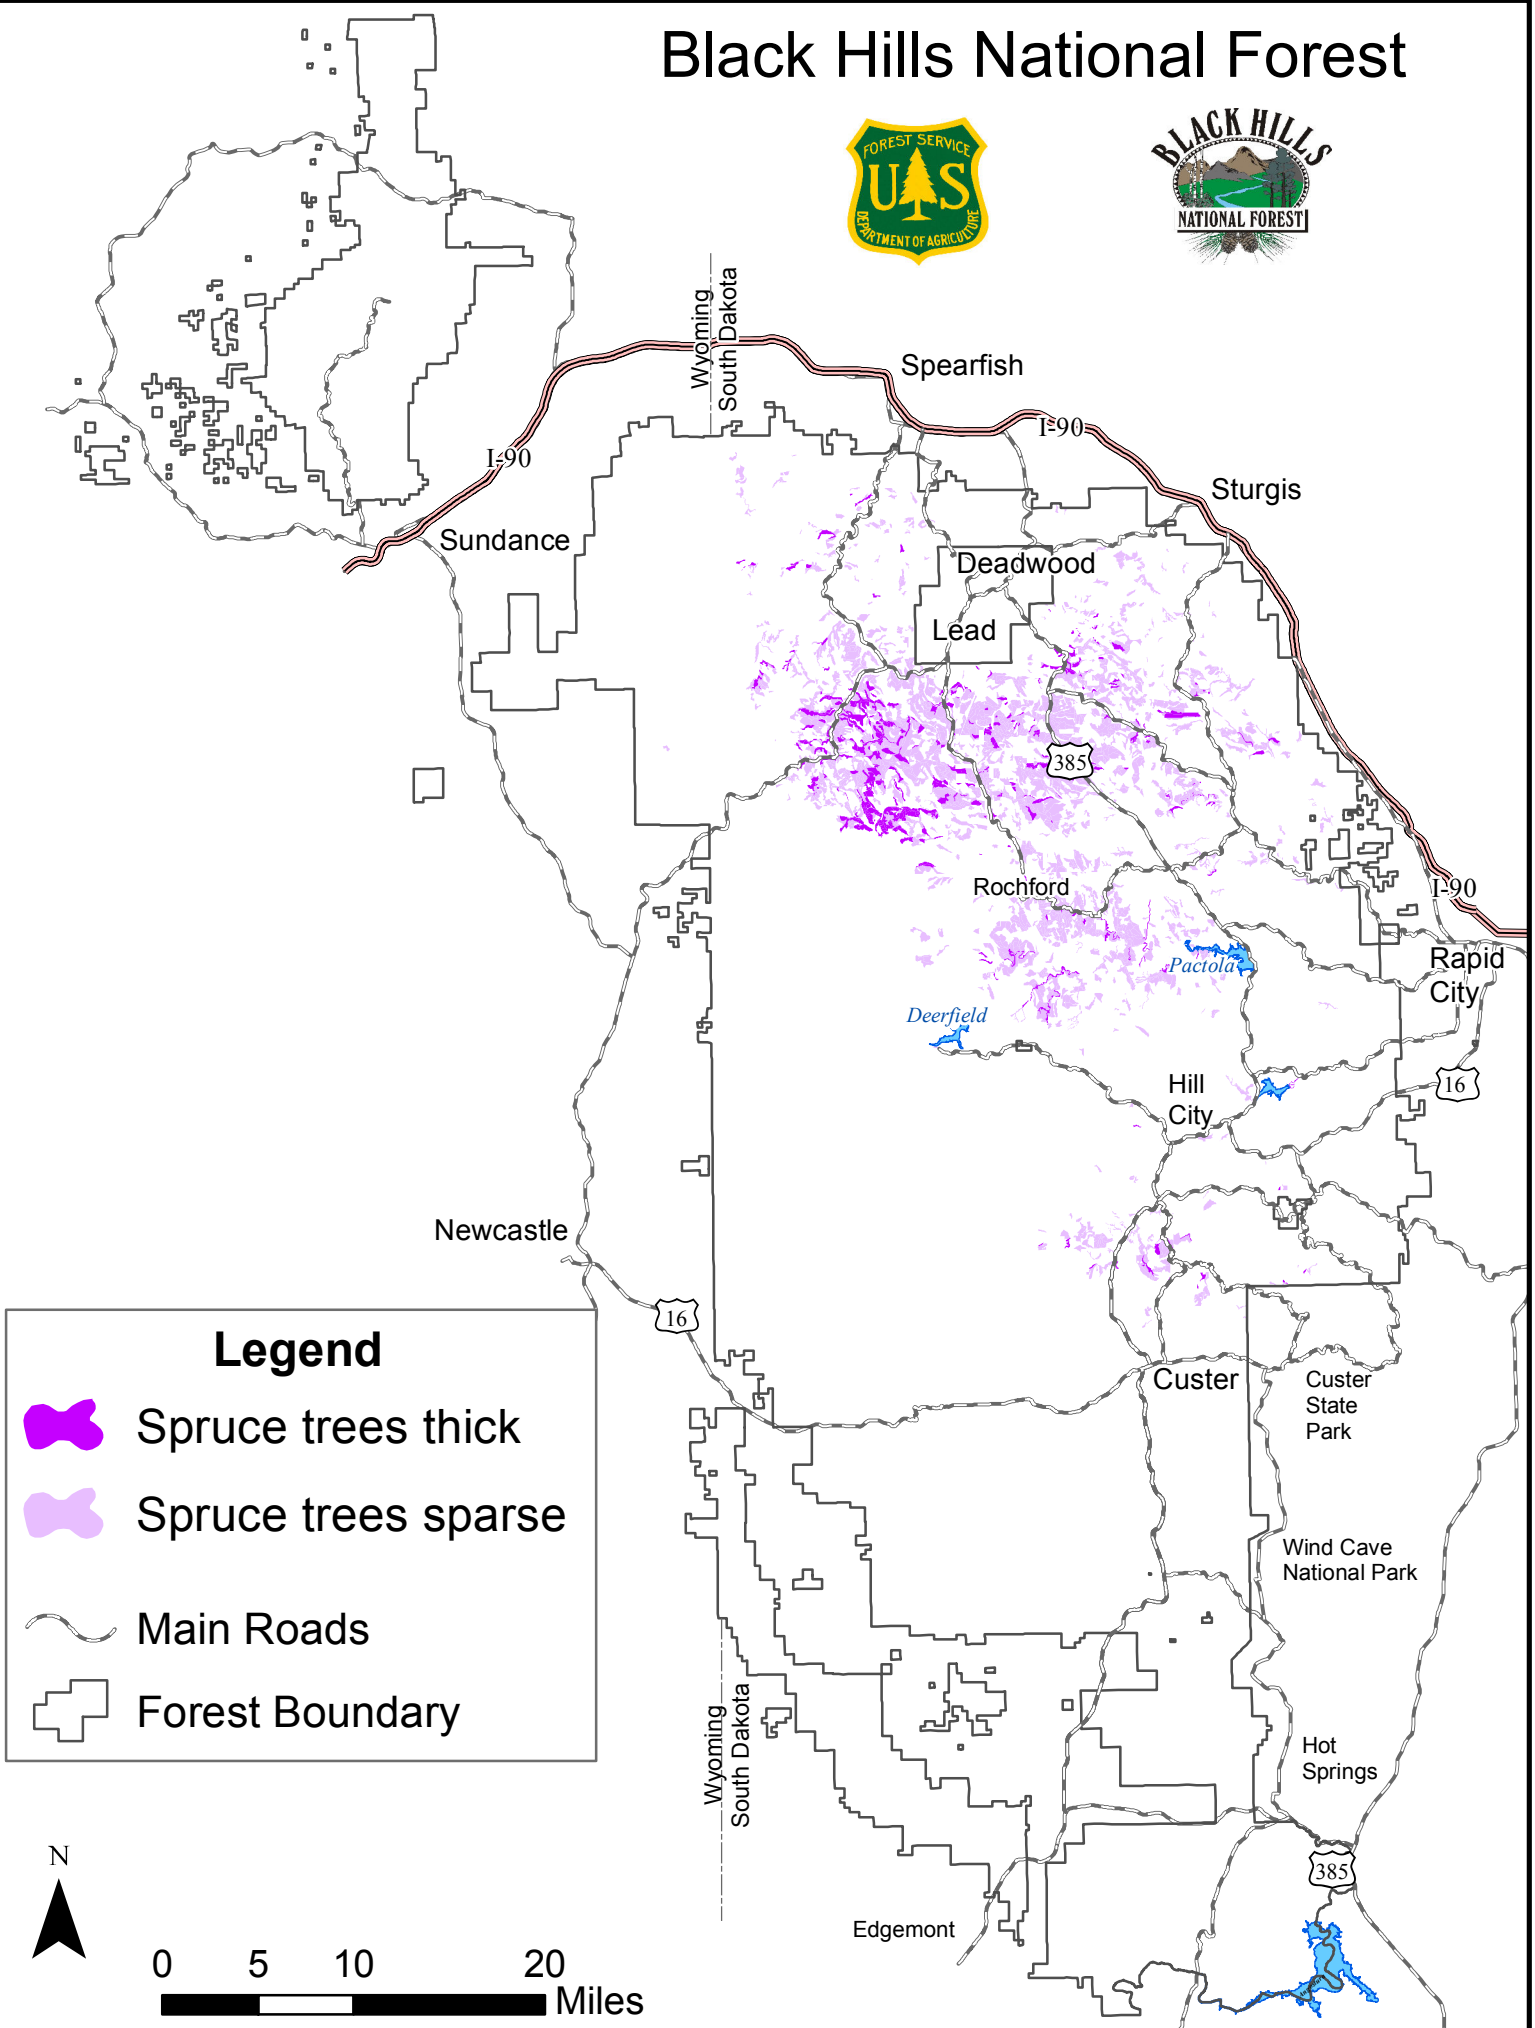 Black Hills National Forest
FOREST SERVICE
U S
DEPARTMENT OF AGRICULTURE
BLACK HILLS
NATIONAL FOREST
Wyoming
South Dakota
Spearfish
I-90
I-90
Sturgis
Sundance
Deadwood
Lead
385
Rochford
I-90
Pactola
Rapid
City
Deerfield
Hill
City
16
Newcastle
16
Custer
Custer
State
Park
Legend
Spruce trees thick
Spruce trees sparse
Main Roads
Forest Boundary
Wind Cave
National Park
Wyoming
South Dakota
Hot
Springs
385
Edgemont
N
0 5 10 20
Miles